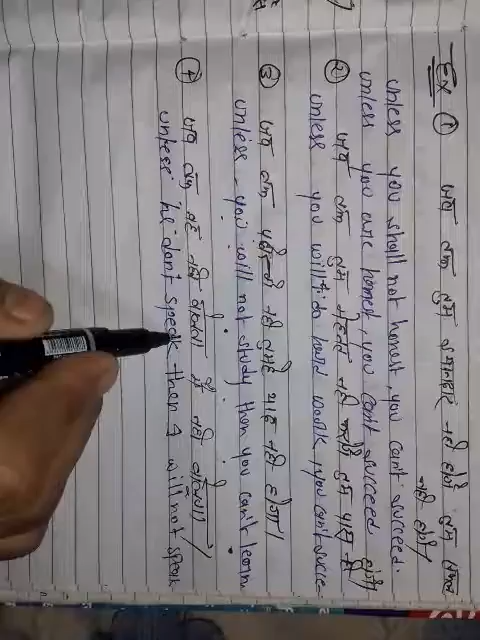 Ex ① जब तक तुम ईमानदार नही होगे तुम सफल
नही होगे
unless you shall not honest, you can't succeed.
unless you are honest, you can't succeed
② जब तक तुम मेहनत नही करोगे तुम पास नही होगे
unless you will do hard work, you can't succe-
③ जब तक पढ़ोगे नही तुम्हे याद नही होगा।
unless you will not study then you can't learn
④ जब तक वह नही बोलेगा मै नही बोलूंगा
unless he don't speak then I will not speak